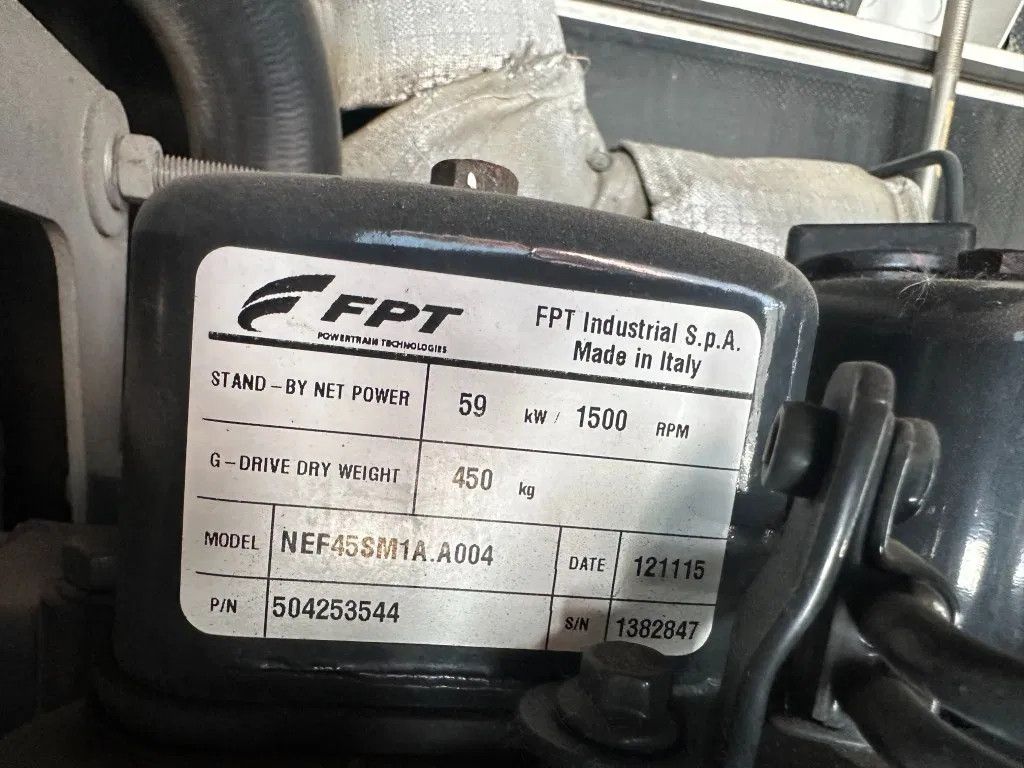 FPT
POWERTRAIN TECHNOLOGIES
FPT Industrial S.p.A.
Made in Italy
STAND-BY NET POWER 59 kW / 1500 RPM
G-DRIVE DRY WEIGHT 450 kg
MODEL NEF45SM1A.A004 DATE 121115
P/N 504253544 S/N 1382847